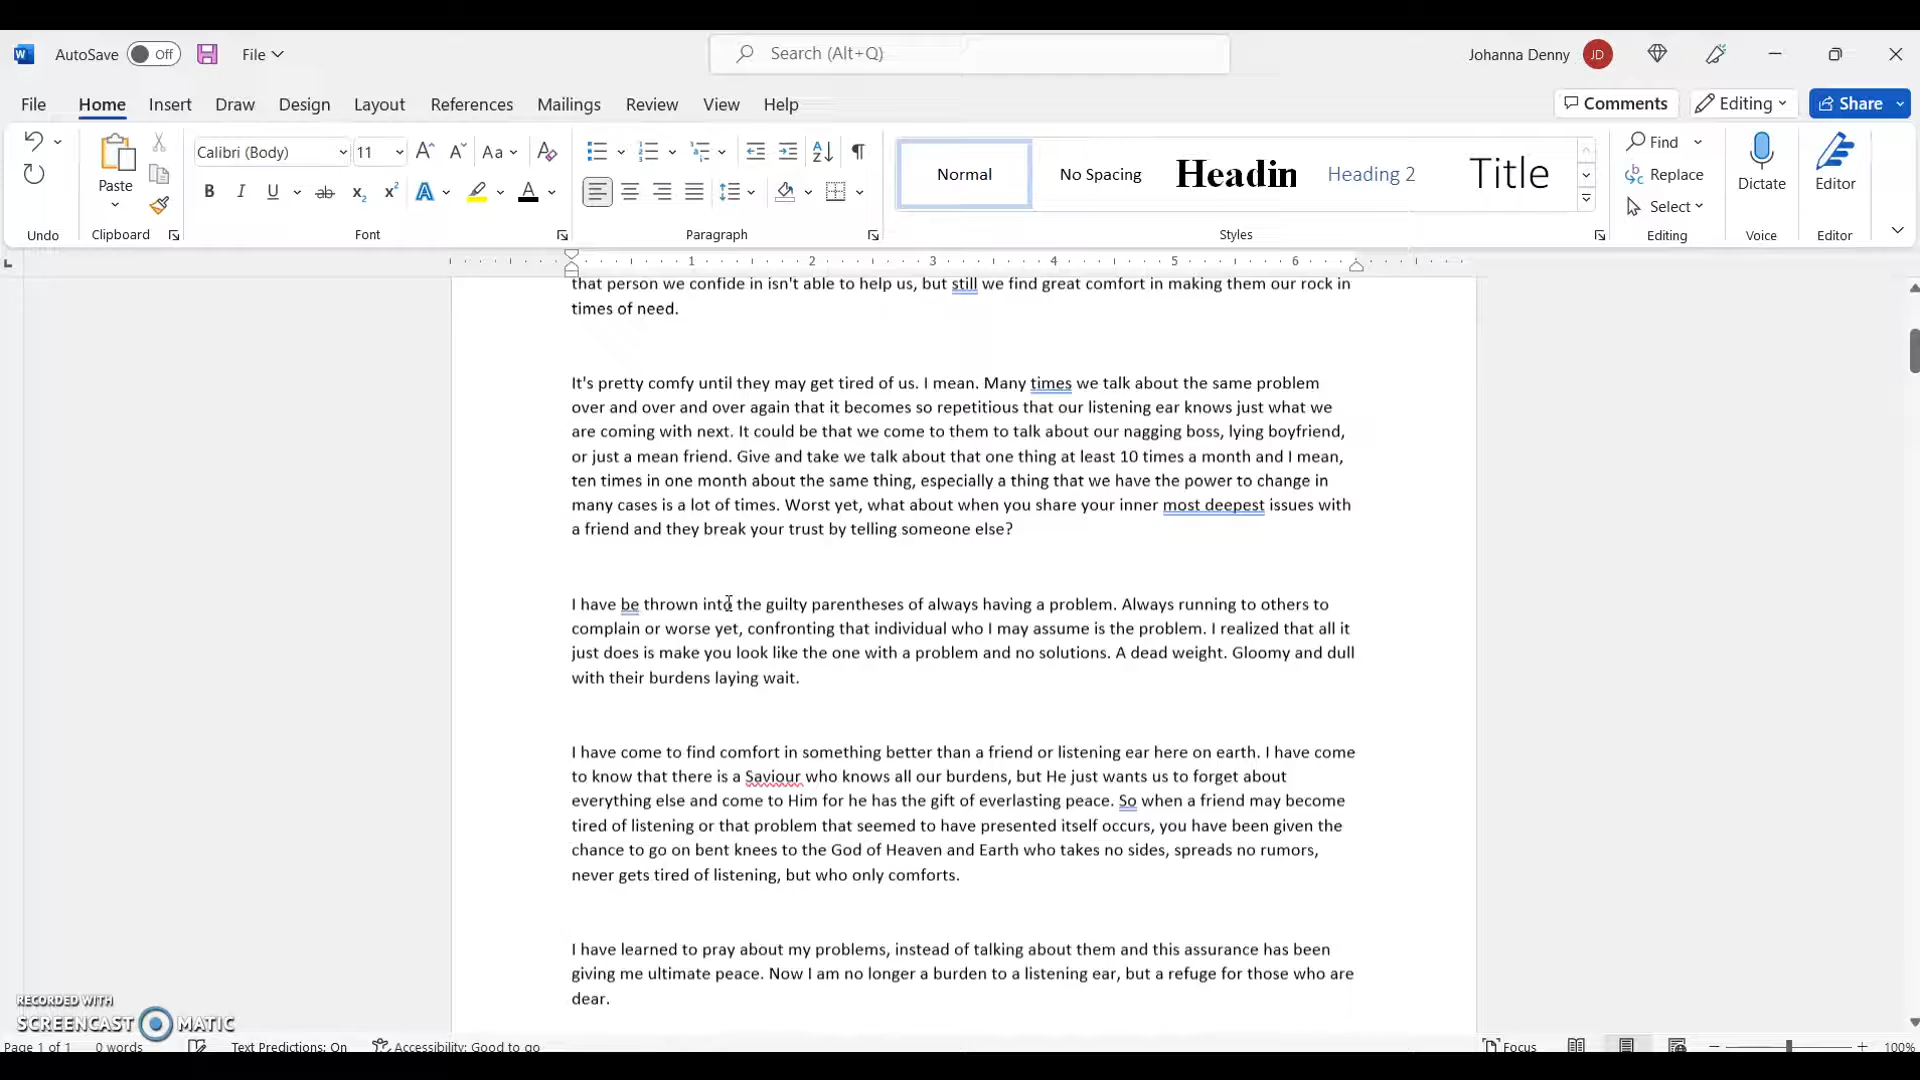 AutoSave Off File Search (Alt+Q) Johanna Denny JD
File Home Insert Draw Design Layout References Mailings Review View Help Comments Editing Share
Calibri (Body) 11 Aa Normal No Spacing Headin Heading 2 Title Find
Paste Replace Dictate Editor
B I U ab x₂ x² A A Select
Undo Clipboard Font Paragraph Styles Editing Voice Editor
1 2 3 4 5 6
that person we confide in isn't able to help us, but still we find great comfort in making them our rock in
times of need.
It's pretty comfy until they may get tired of us. I mean. Many times we talk about the same problem
over and over and over again that it becomes so repetitious that our listening ear knows just what we
are coming with next. It could be that we come to them to talk about our nagging boss, lying boyfriend,
or just a mean friend. Give and take we talk about that one thing at least 10 times a month and I mean,
ten times in one month about the same thing, especially a thing that we have the power to change in
many cases is a lot of times. Worst yet, what about when you share your inner most deepest issues with
a friend and they break your trust by telling someone else?
I have be thrown into the guilty parentheses of always having a problem. Always running to others to
complain or worse yet, confronting that individual who I may assume is the problem. I realized that all it
just does is make you look like the one with a problem and no solutions. A dead weight. Gloomy and dull
with their burdens laying wait.
I have come to find comfort in something better than a friend or listening ear here on earth. I have come
to know that there is a Saviour who knows all our burdens, but He just wants us to forget about
everything else and come to Him for he has the gift of everlasting peace. So when a friend may become
tired of listening or that problem that seemed to have presented itself occurs, you have been given the
chance to go on bent knees to the God of Heaven and Earth who takes no sides, spreads no rumors,
never gets tired of listening, but who only comforts.
I have learned to pray about my problems, instead of talking about them and this assurance has been
giving me ultimate peace. Now I am no longer a burden to a listening ear, but a refuge for those who are
dear.
RECORDED WITH
SCREENCAST MATIC
Page 1 of 1 0 words Text Predictions: On Accessibility: Good to go Focus 100%